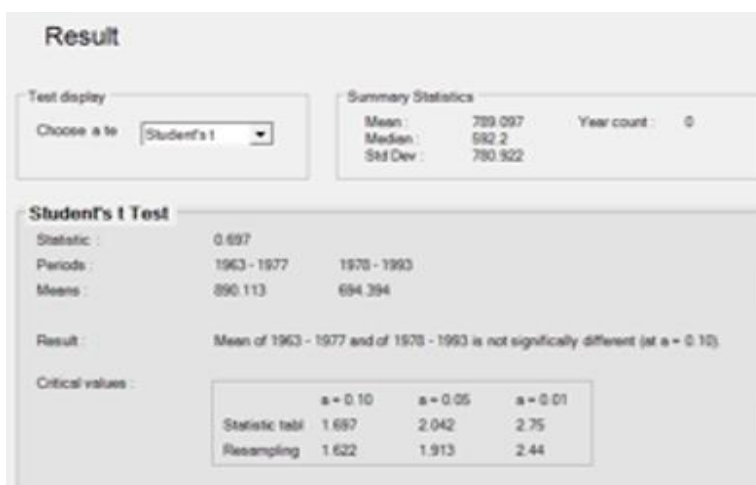 Result
Test display
Choose a te Student's t
Summary Statistics
Mean : 789.097 Year count : 0
Median : 692.2
Std Dev : 780.922
Student's t Test
Statistic : 0.697
Periods : 1963 - 1977 1978 - 1993
Means : 890.113 694.394
Result : Mean of 1963 - 1977 and of 1978 - 1993 is not significally different (at a = 0.10).
Critical values :
a = 0.10 a = 0.05 a = 0.01
Statistic tabl 1.697 2.042 2.75
Resampling 1.622 1.913 2.44